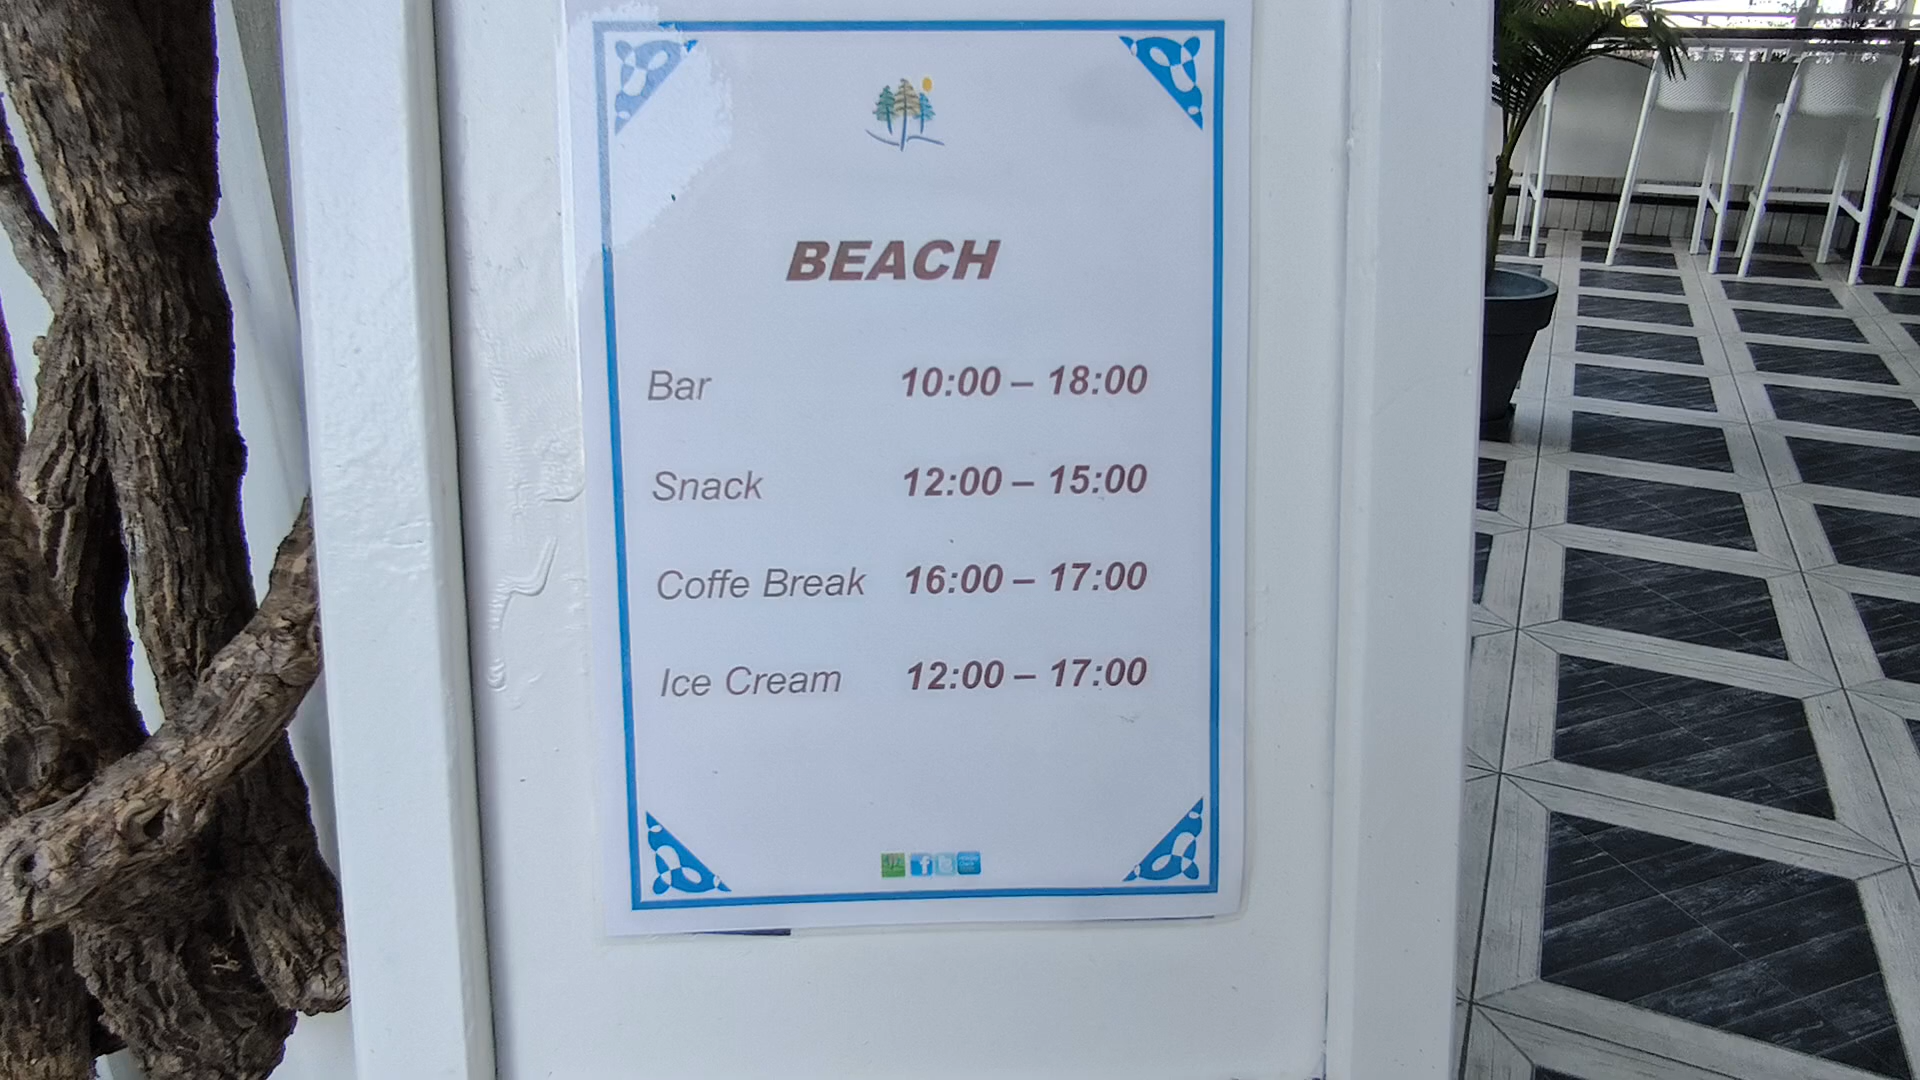 BEACH
Bar 10:00 – 18:00
Snack 12:00 – 15:00
Coffe Break 16:00 – 17:00
Ice Cream 12:00 – 17:00